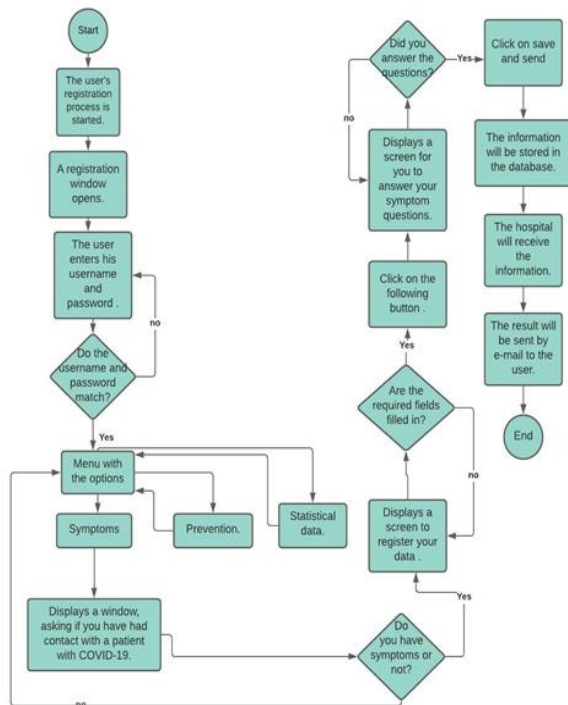 Start
The user's
registration
process is
started.
A registration
window
opens.
The user
enters his
username
and
password .
no
Do the
username and
password
match?
Yes
Menu with
the options
Symptoms
Prevention.
Statistical
data.
Displays a window,
asking if you have had
contact with a patient
with COVID-19.
Do
you have
symptoms or
not?
no
Yes
Displays a
screen to
register your
data .
no
Are the
required fields
filled in?
Yes
Click on the
following
button .
Displays a
screen for
you to
answer your
symptom
questions.
no
Did you
answer the
questions?
Yes
Click on save
and send
The information
will be stored in
the database.
The hospital
will receive
the
information.
The result will
be sent by
e-mail to the
user.
End